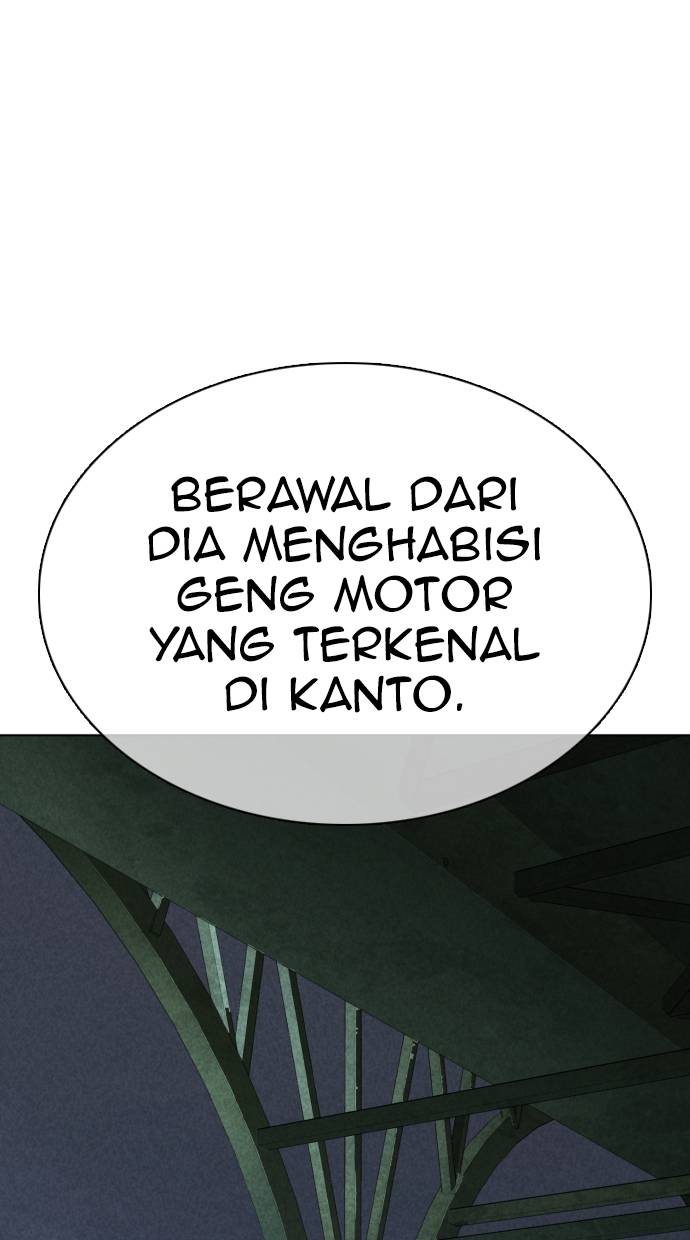 BERAWAL DARI
DIA MENGHABISI
GENG MOTOR
YANG TERKENAL
DI KANTO.